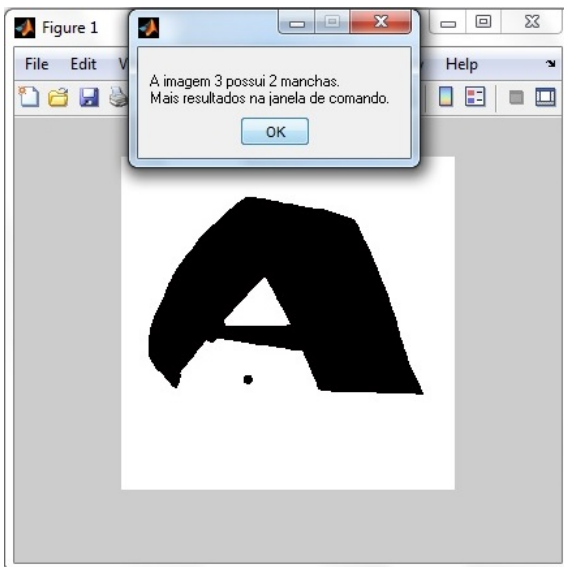 Figure 1
File Edit V Help
A imagem 3 possui 2 manchas.
Mais resultados na janela de comando.
OK
A